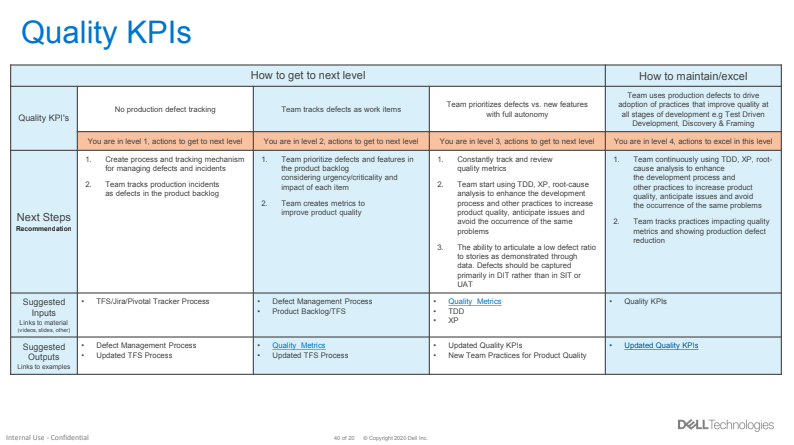 Quality KPIs
How to get to next level
How to maintain/excel
Quality KPI's
No production defect tracking
Team tracks defects as work items
Team prioritizes defects vs. new features
with full autonomy
Team uses production defects to drive
adoption of practices that improve quality at
all stages of development e.g Test Driven
Development, Discovery & Framing
You are in level 1, actions to get to next level
You are in level 2, actions to get to next level
You are in level 3, actions to get to next level
You are in level 4, actions to excel in this level
Next Steps
Recommendation
1. Create process and tracking mechanism
for managing defects and incidents
2. Team tracks production incidents
as defects in the product backlog
1. Team prioritize defects and features in
the product backlog
considering urgency/criticality and
impact of each item
2. Team creates metrics to
improve product quality
1. Constantly track and review
quality metrics
2. Team start using TDD, XP, root-cause
analysis to enhance the development
process and other practices to increase
product quality, anticipate issues and
avoid the occurrence of the same
problems
3. The ability to articulate a low defect ratio
to stories as demonstrated through
data. Defects should be captured
primarily in DIT rather than in SIT or
UAT
1. Team continuously using TDD, XP, root-
cause analysis to enhance
the development process and
other practices to increase product
quality, anticipate issues and avoid
the occurrence of the same problems
2. Team tracks practices impacting quality
metrics and showing production defect
reduction
Suggested
Inputs
Links to material
(videos, slides, other)
• TFS/Jira/Pivotal Tracker Process
• Defect Management Process
• Product Backlog/TFS
• Quality Metrics
• TDD
• XP
• Quality KPIs
Suggested
Outputs
Links to examples
• Defect Management Process
• Updated TFS Process
• Quality Metrics
• Updated TFS Process
• Updated Quality KPIs
• New Team Practices for Product Quality
• Updated Quality KPIs
DELLTechnologies
Internal Use - Confidential
40 of 20 © Copyright 2020 Dell Inc.